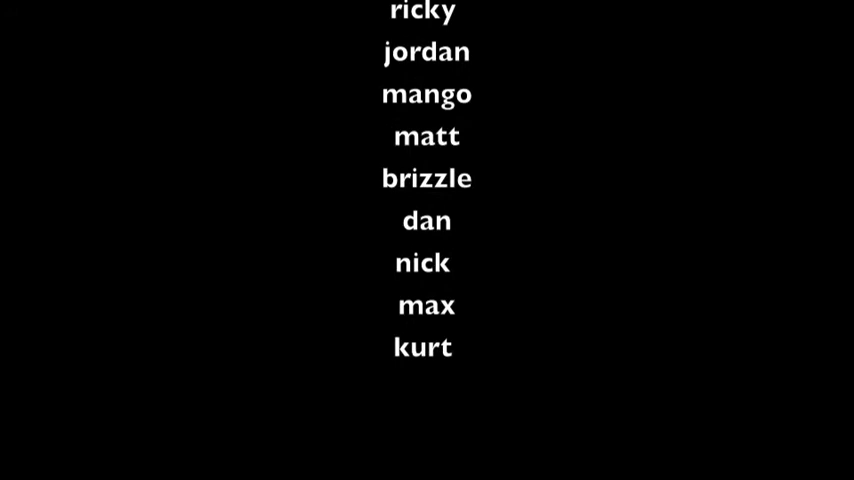 ricky
jordan
mango
matt
brizzle
dan
nick
max
kurt